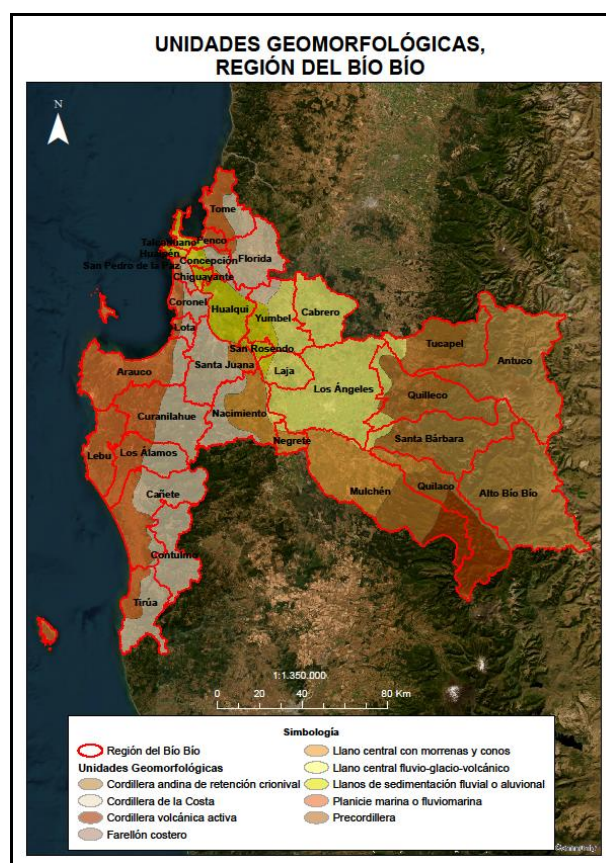 UNIDADES GEOMORFOLÓGICAS,
REGIÓN DEL BÍO BÍO
N
Tome
Talcahuano
Penco
Hualpén
Concepción
Florida
San Pedro de la Paz
Chiguayante
Coronel
Hualqui
Yumbel
Cabrero
Lota
San Rosendo
Tucapel
Antuco
Arauco
Santa Juana
Laja
Los Ángeles
Quilleco
Curanilahue
Nacimiento
Negrete
Santa Bárbara
Lebu
Los Álamos
Cañete
Mulchén
Quilaco
Alto Bío Bío
Contulmo
Tirúa
1:1.350.000
0 20 40 80 Km
Simbología
Región del Bío Bío
Unidades Geomorfológicas
Cordillera andina de retención crionival
Cordillera de la Costa
Cordillera volcánica activa
Farellón costero
Llano central con morrenas y conos
Llano central fluvio-glacio-volcánico
Llanos de sedimentación fluvial o aluvional
Planicie marina o fluviomarina
Precordillera